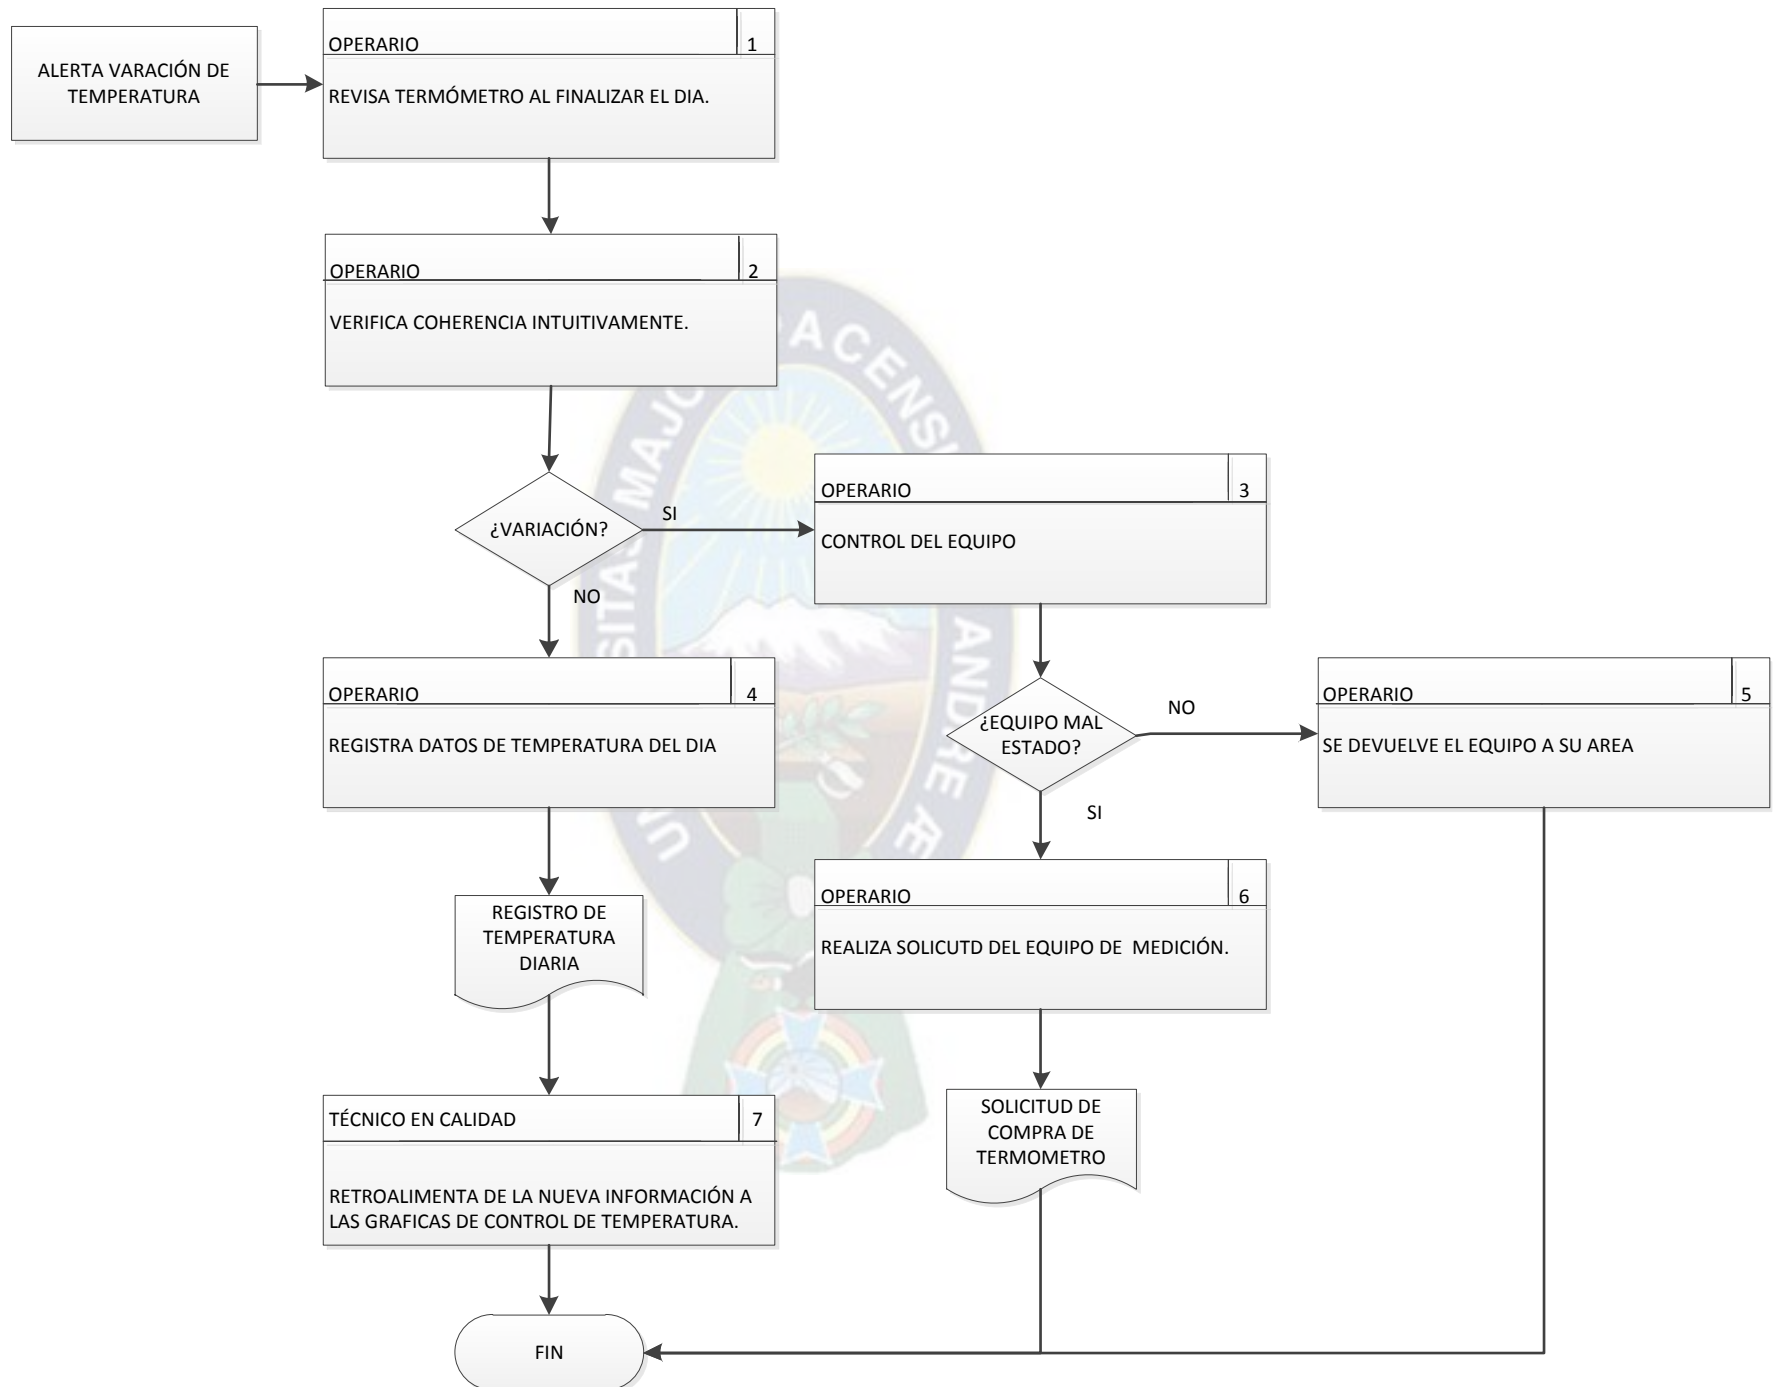 ALERTA VARACIÓN DE
TEMPERATURA
OPERARIO 1
REVISA TERMÓMETRO AL FINALIZAR EL DIA.
OPERARIO 2
VERIFICA COHERENCIA INTUITIVAMENTE.
¿VARIACIÓN?
SI
NO
OPERARIO 3
CONTROL DEL EQUIPO
OPERARIO 4
REGISTRA DATOS DE TEMPERATURA DEL DIA
¿EQUIPO MAL
ESTADO?
NO
SI
OPERARIO 5
SE DEVUELVE EL EQUIPO A SU AREA
REGISTRO DE
TEMPERATURA
DIARIA
OPERARIO 6
REALIZA SOLICUTD DEL EQUIPO DE MEDICIÓN.
TÉCNICO EN CALIDAD 7
RETROALIMENTA DE LA NUEVA INFORMACIÓN A
LAS GRAFICAS DE CONTROL DE TEMPERATURA.
SOLICITUD DE
COMPRA DE
TERMOMETRO
FIN